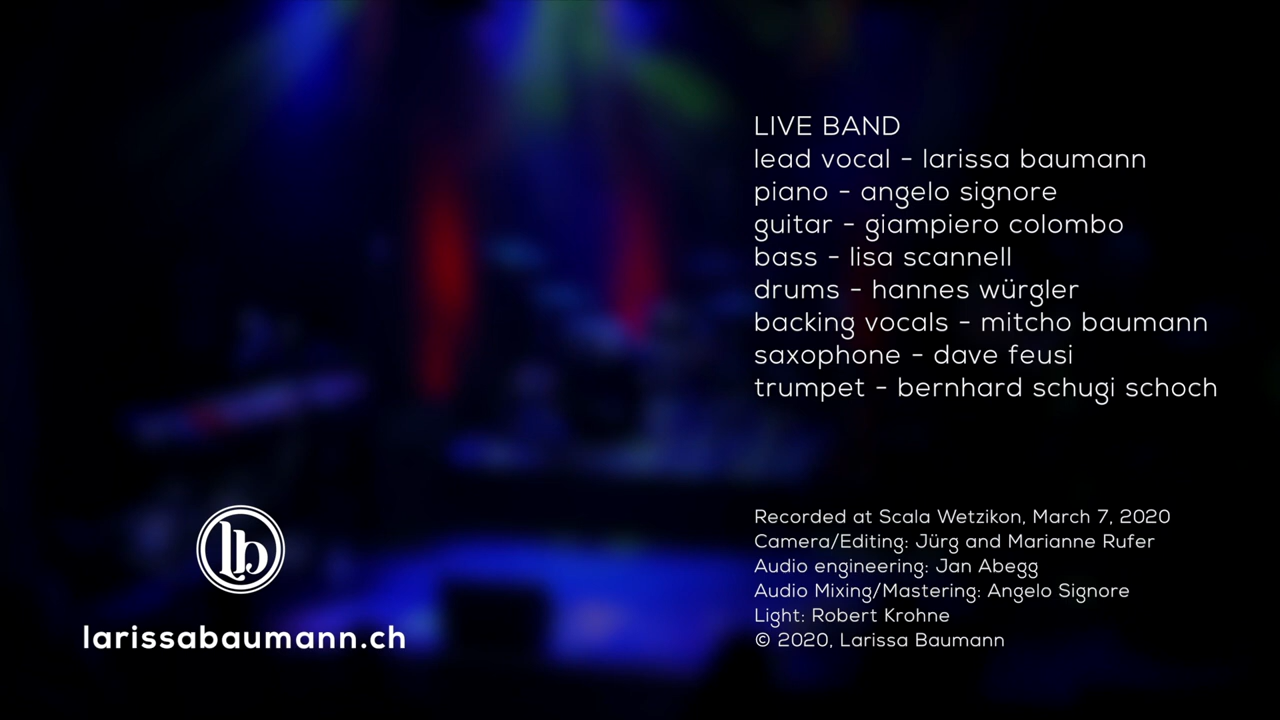 LIVE BAND
lead vocal - larissa baumann
piano - angelo signore
guitar - giampiero colombo
bass - lisa scannell
drums - hannes würgler
backing vocals - mitcho baumann
saxophone - dave feusi
trumpet - bernhard schugi schoch
Recorded at Scala Wetzikon, March 7, 2020
Camera/Editing: Jürg and Marianne Rufer
Audio engineering: Jan Abegg
Audio Mixing/Mastering: Angelo Signore
Light: Robert Krohne
© 2020, Larissa Baumann
lb
larissabaumann.ch